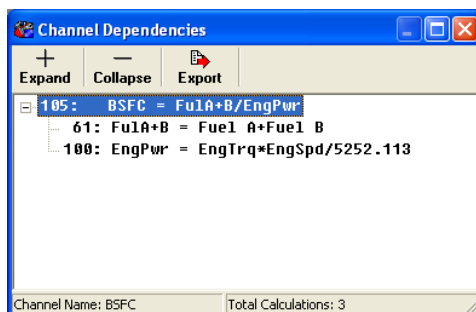 Channel Dependencies
Expand Collapse Export
105: BSFC = FulA+B/EngPwr
61: FulA+B = Fuel A+Fuel B
100: EngPwr = EngTrq*EngSpd/5252.113
Channel Name: BSFC Total Calculations: 3